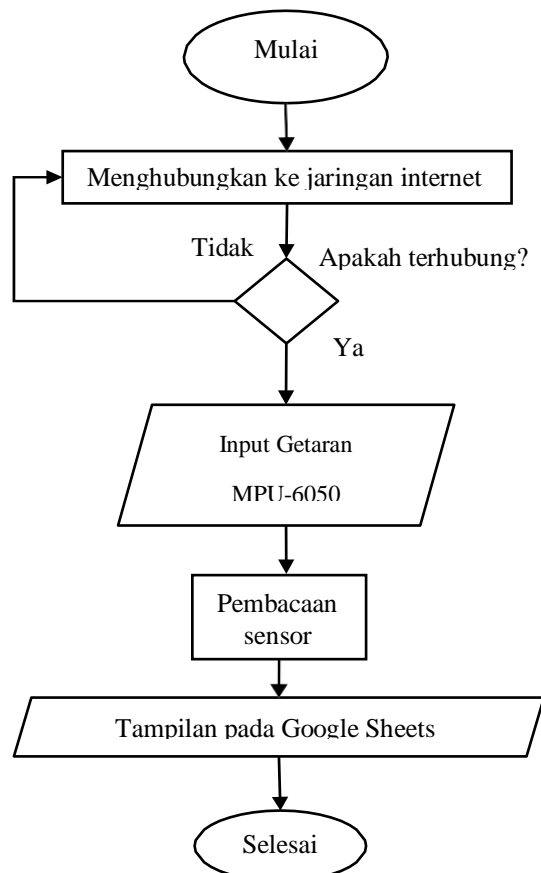 Mulai
Menghubungkan ke jaringan internet
Tidak
Apakah terhubung?
Ya
Input Getaran
MPU-6050
Pembacaan
sensor
Tampilan pada Google Sheets
Selesai